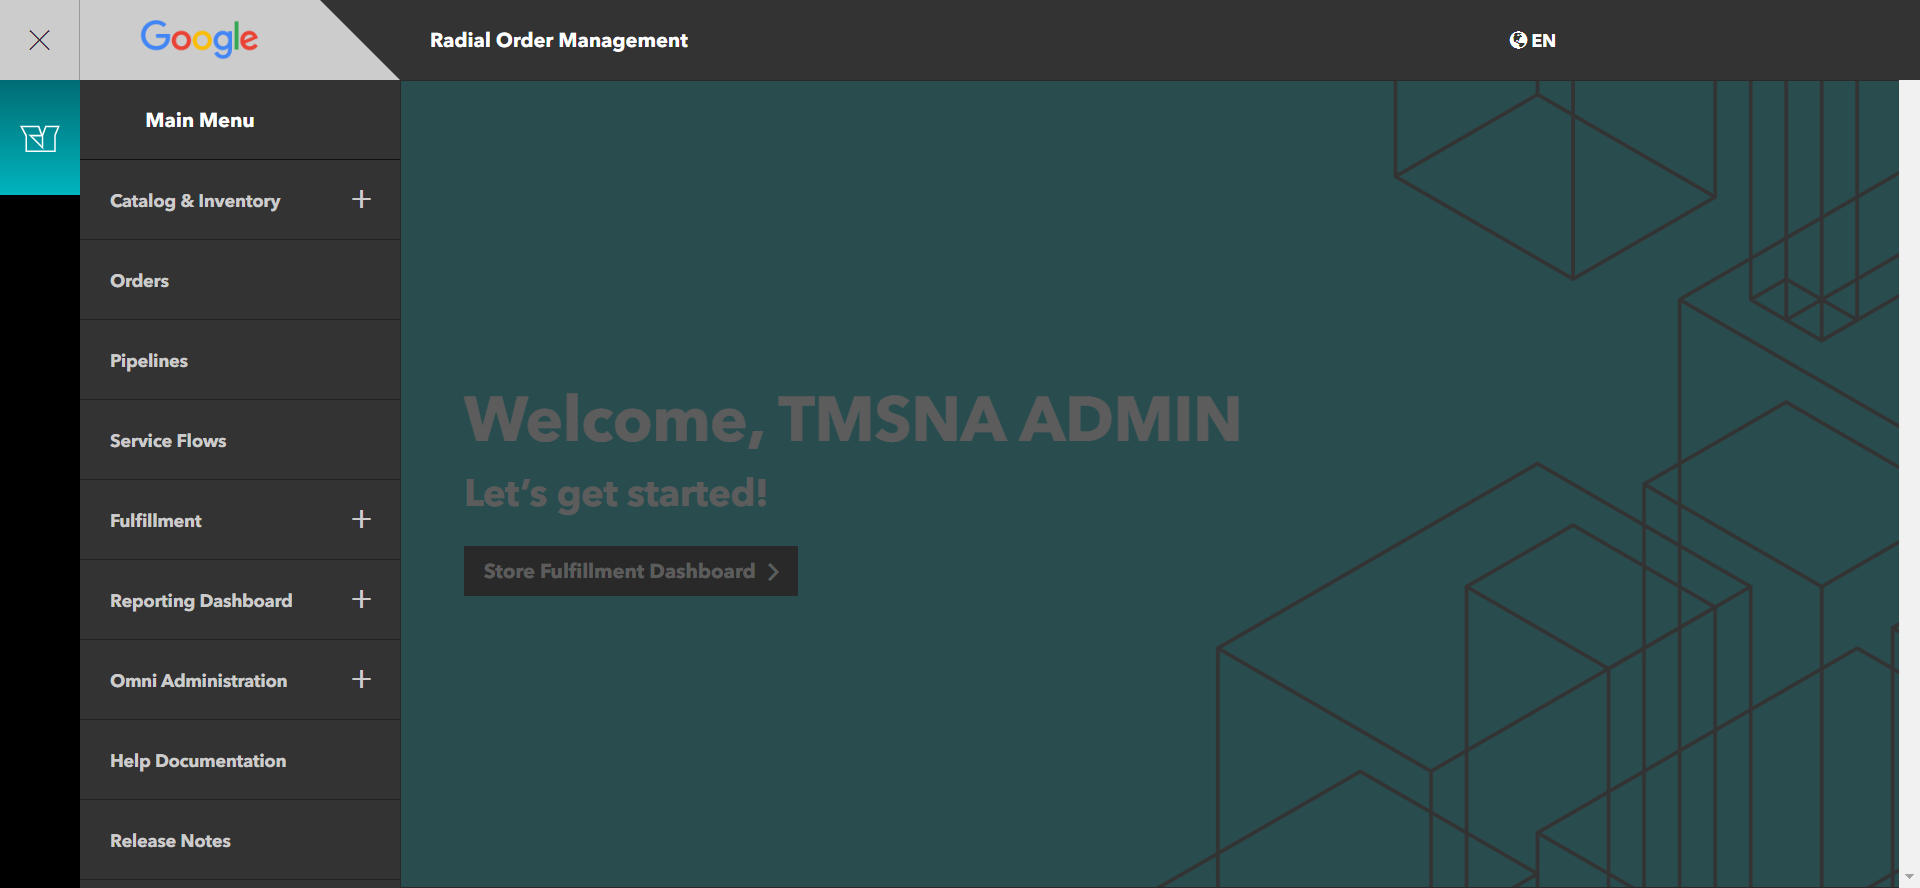 Google
Radial Order Management
EN
Main Menu
Catalog & Inventory
Orders
Pipelines
Service Flows
Fulfillment
Reporting Dashboard
Omni Administration
Help Documentation
Release Notes
Welcome, TMSNA ADMIN
Let’s get started!
Store Fulfillment Dashboard